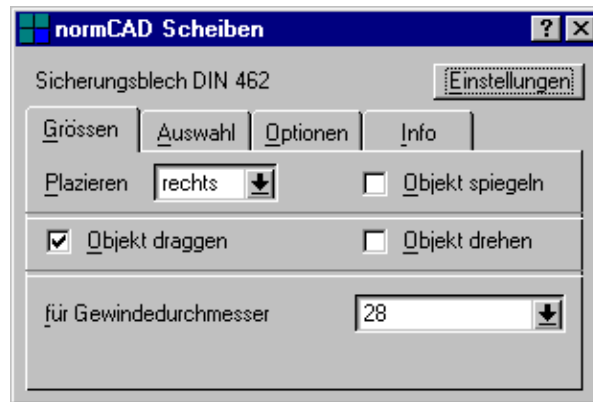 normCAD Scheiben
Sicherungsblech DIN 462 Einstellungen
Grössen Auswahl Optionen Info
Plazieren rechts Objekt spiegeln
Objekt draggen Objekt drehen
für Gewindedurchmesser 28